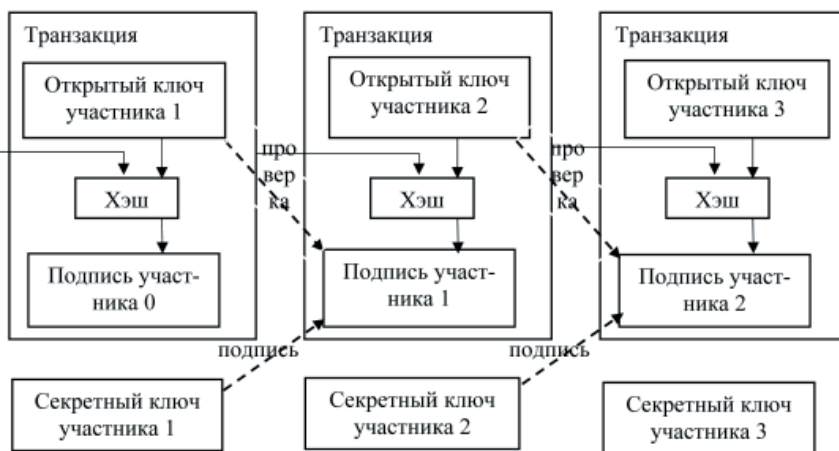 Транзакция
Открытый ключ
участника 1
Хэш
Подпись участ-
ника 0
Секретный ключ
участника 1
про
вер
ка
подпись
Транзакция
Открытый ключ
участника 2
Хэш
Подпись участ-
ника 1
Секретный ключ
участника 2
про
вер
ка
подпись
Транзакция
Открытый ключ
участника 3
Хэш
Подпись участ-
ника 2
Секретный ключ
участника 3